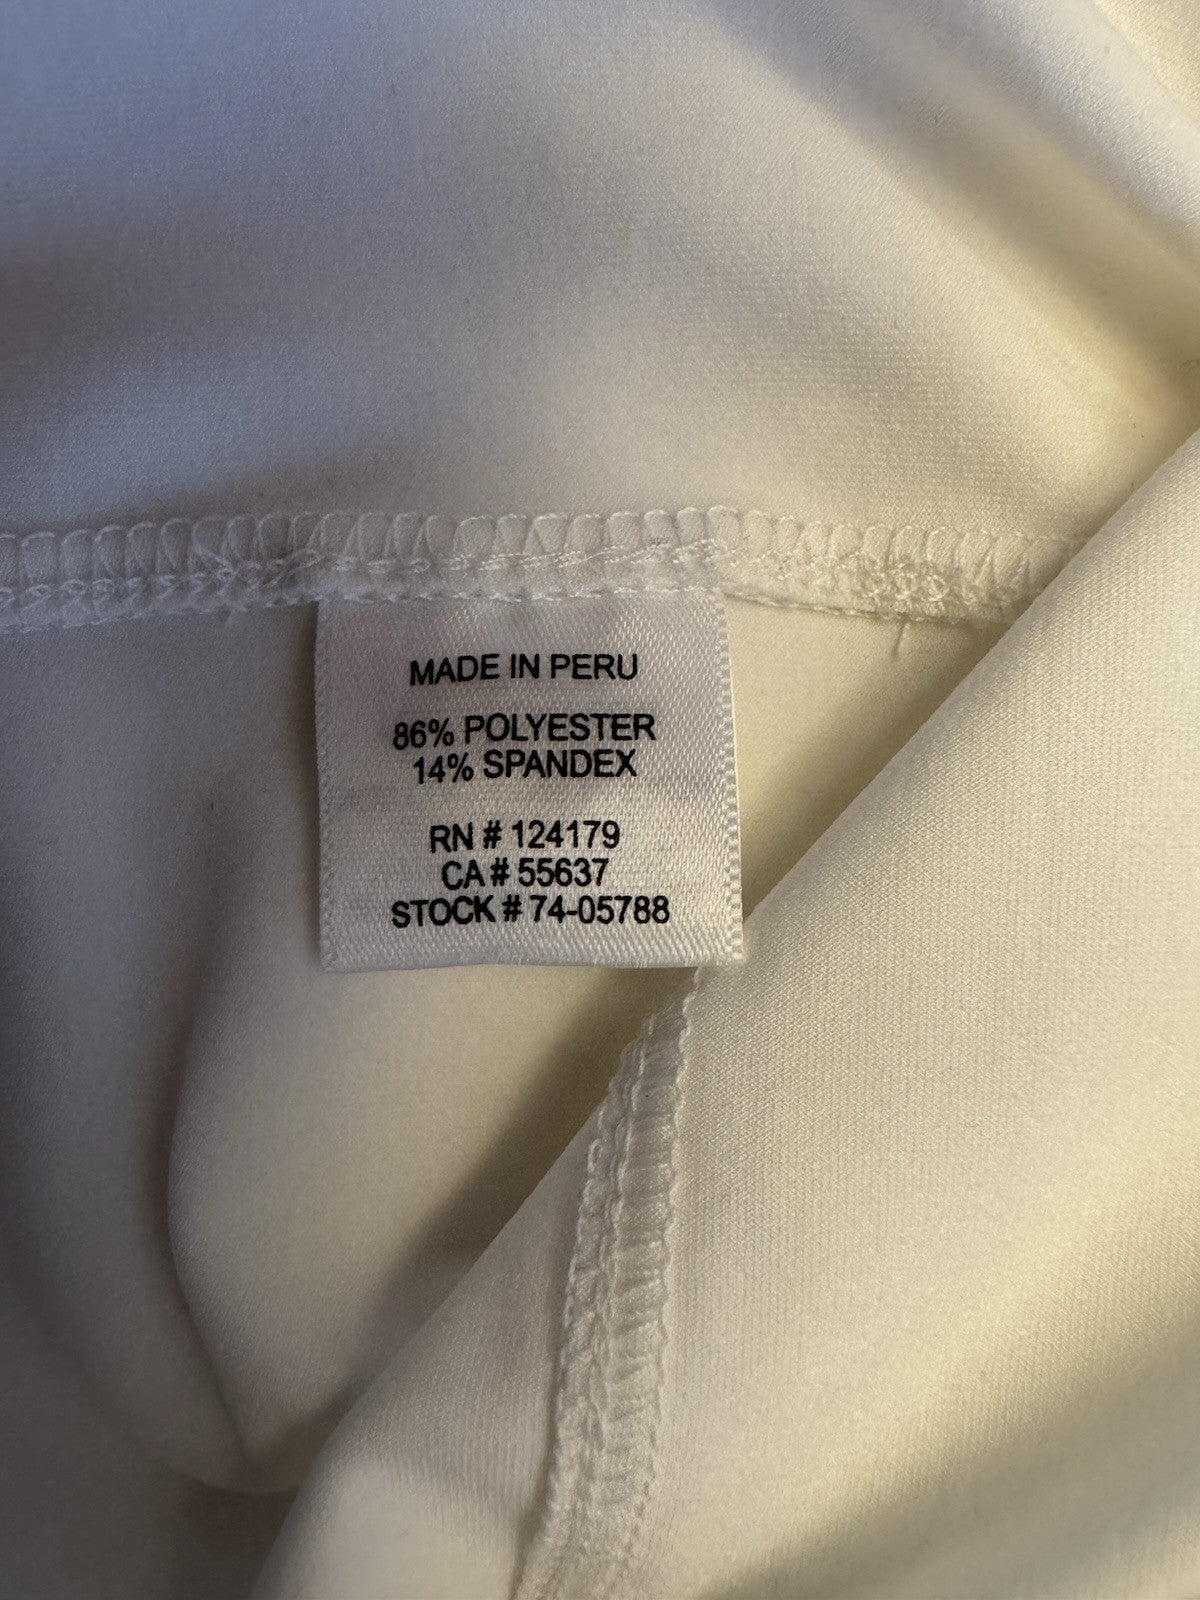 MADE IN PERU
86% POLYESTER
14% SPANDEX
RN # 124179
CA # 55637
STOCK # 74-05788